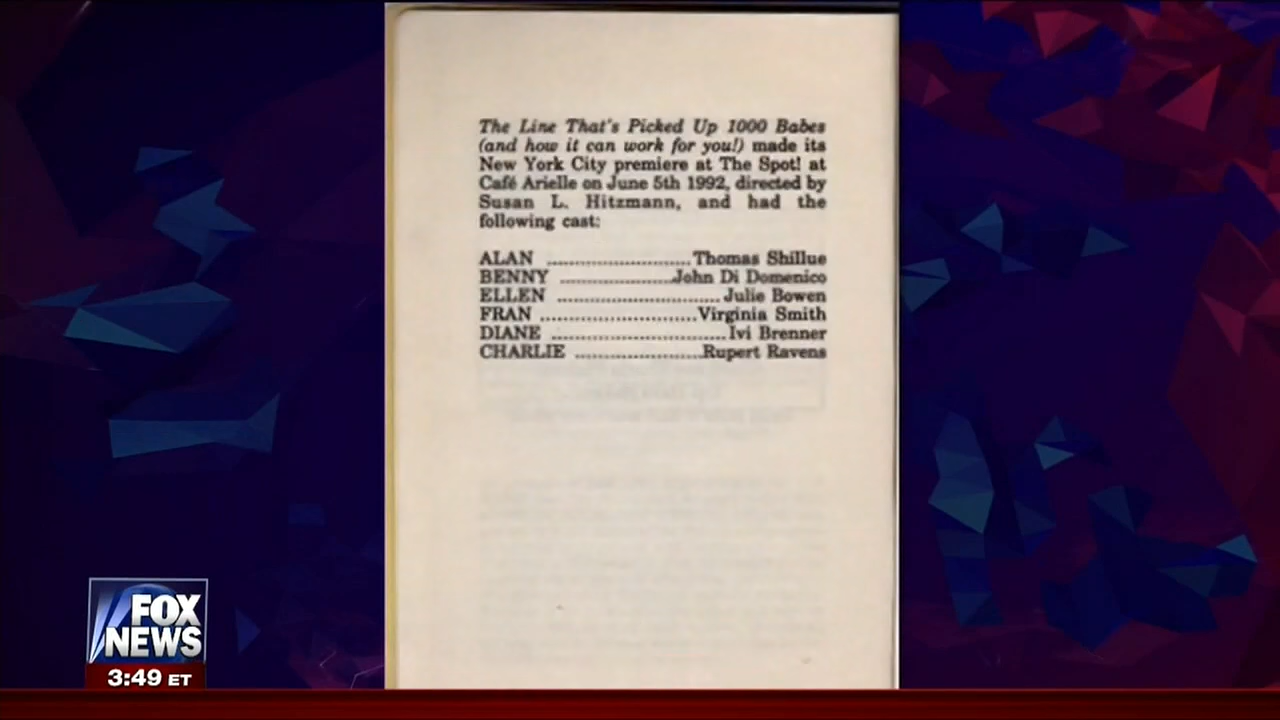 The Line That's Picked Up 1000 Babes
(and how it can work for you!) made its
New York City premiere at The Spot! at
Café Arielle on June 5th 1992, directed by
Susan L. Hitzmann, and had the
following cast:
ALAN ........................Thomas Shillue
BENNY ...................John Di Domenico
ELLEN ........................... Julie Bowen
FRAN ..........................Virginia Smith
DIANE .............................Ivi Brenner
CHARLIE .....................Rupert Ravens
FOX
NEWS
3:49 ET